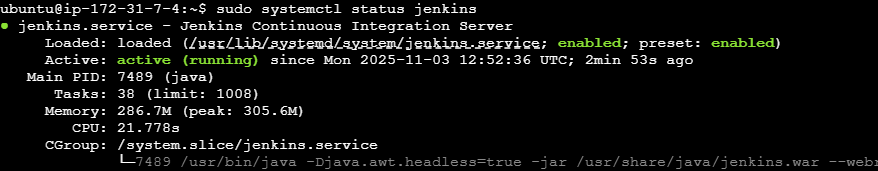 ubuntu@ip-172-31-7-4:~$ sudo systemctl status jenkins
● jenkins.service - Jenkins Continuous Integration Server
Loaded: loaded (/usr/lib/systemd/system/jenkins.service; enabled; preset: enabled)
Active: active (running) since Mon 2025-11-03 12:52:36 UTC; 2min 53s ago
Main PID: 7489 (java)
Tasks: 38 (limit: 1008)
Memory: 286.7M (peak: 305.6M)
CPU: 21.778s
CGroup: /system.slice/jenkins.service
└─7489 /usr/bin/java -Djava.awt.headless=true -jar /usr/share/java/jenkins.war --webr